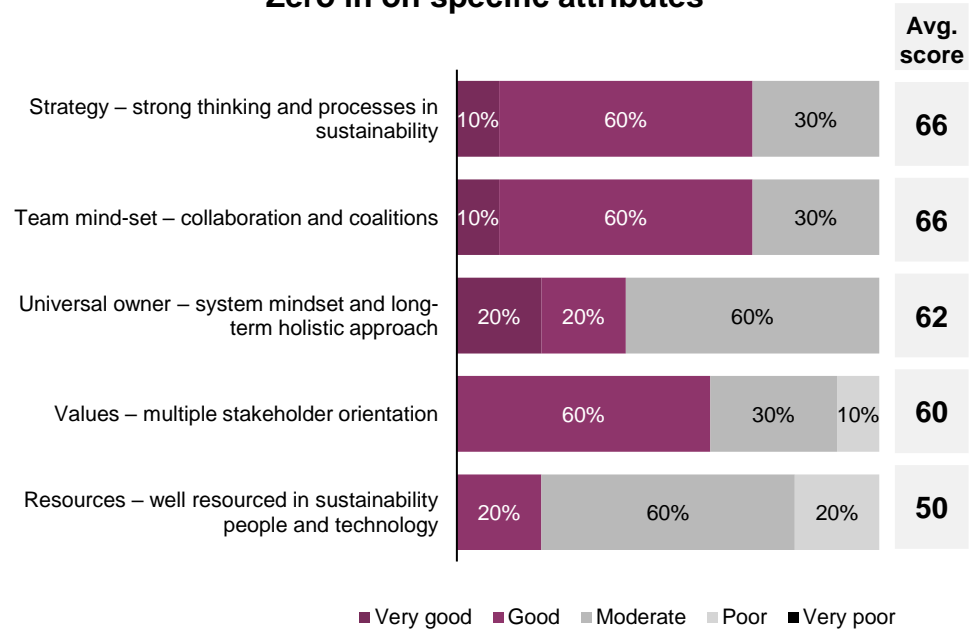 Zero in on specific attributes
Avg.
score
Strategy – strong thinking and processes in
sustainability
10%
60%
30%
66
Team mind-set – collaboration and coalitions
10%
60%
30%
66
Universal owner – system mindset and long-
term holistic approach
20%
20%
60%
62
Values – multiple stakeholder orientation
60%
30%
10%
60
Resources – well resourced in sustainability
people and technology
20%
60%
20%
50
Very good
Good
Moderate
Poor
Very poor